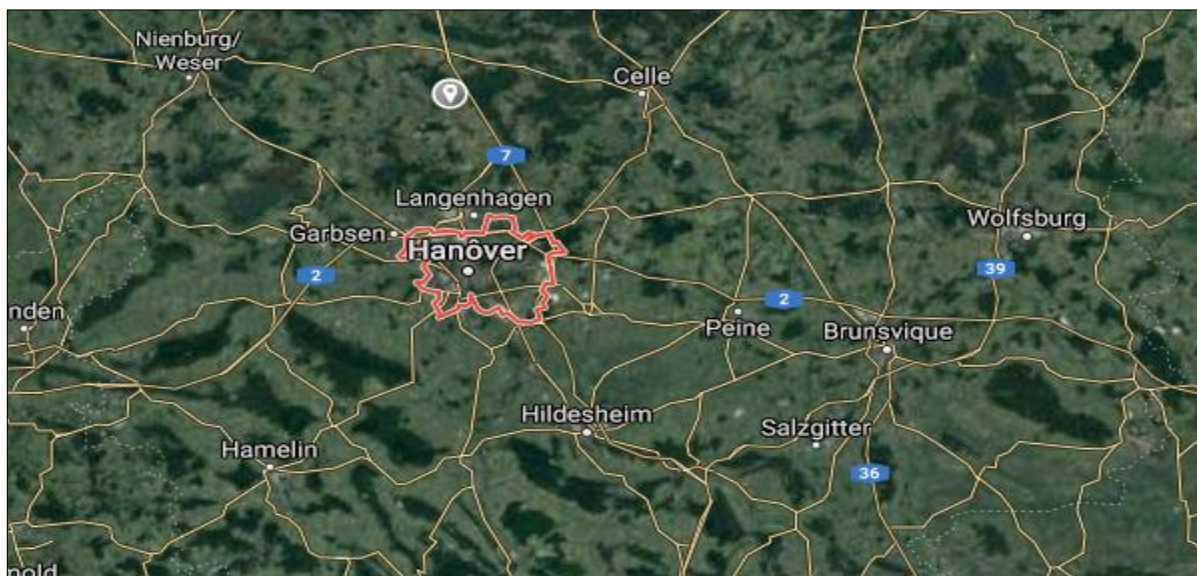 Nienburg/
Weser
Celle
7
Langenhagen
Garbsen
Wolfsburg
Hanôver
2
39
2
nden
Peine
Brunsvique
Hildesheim
Salzgitter
Hamelin
36
nold